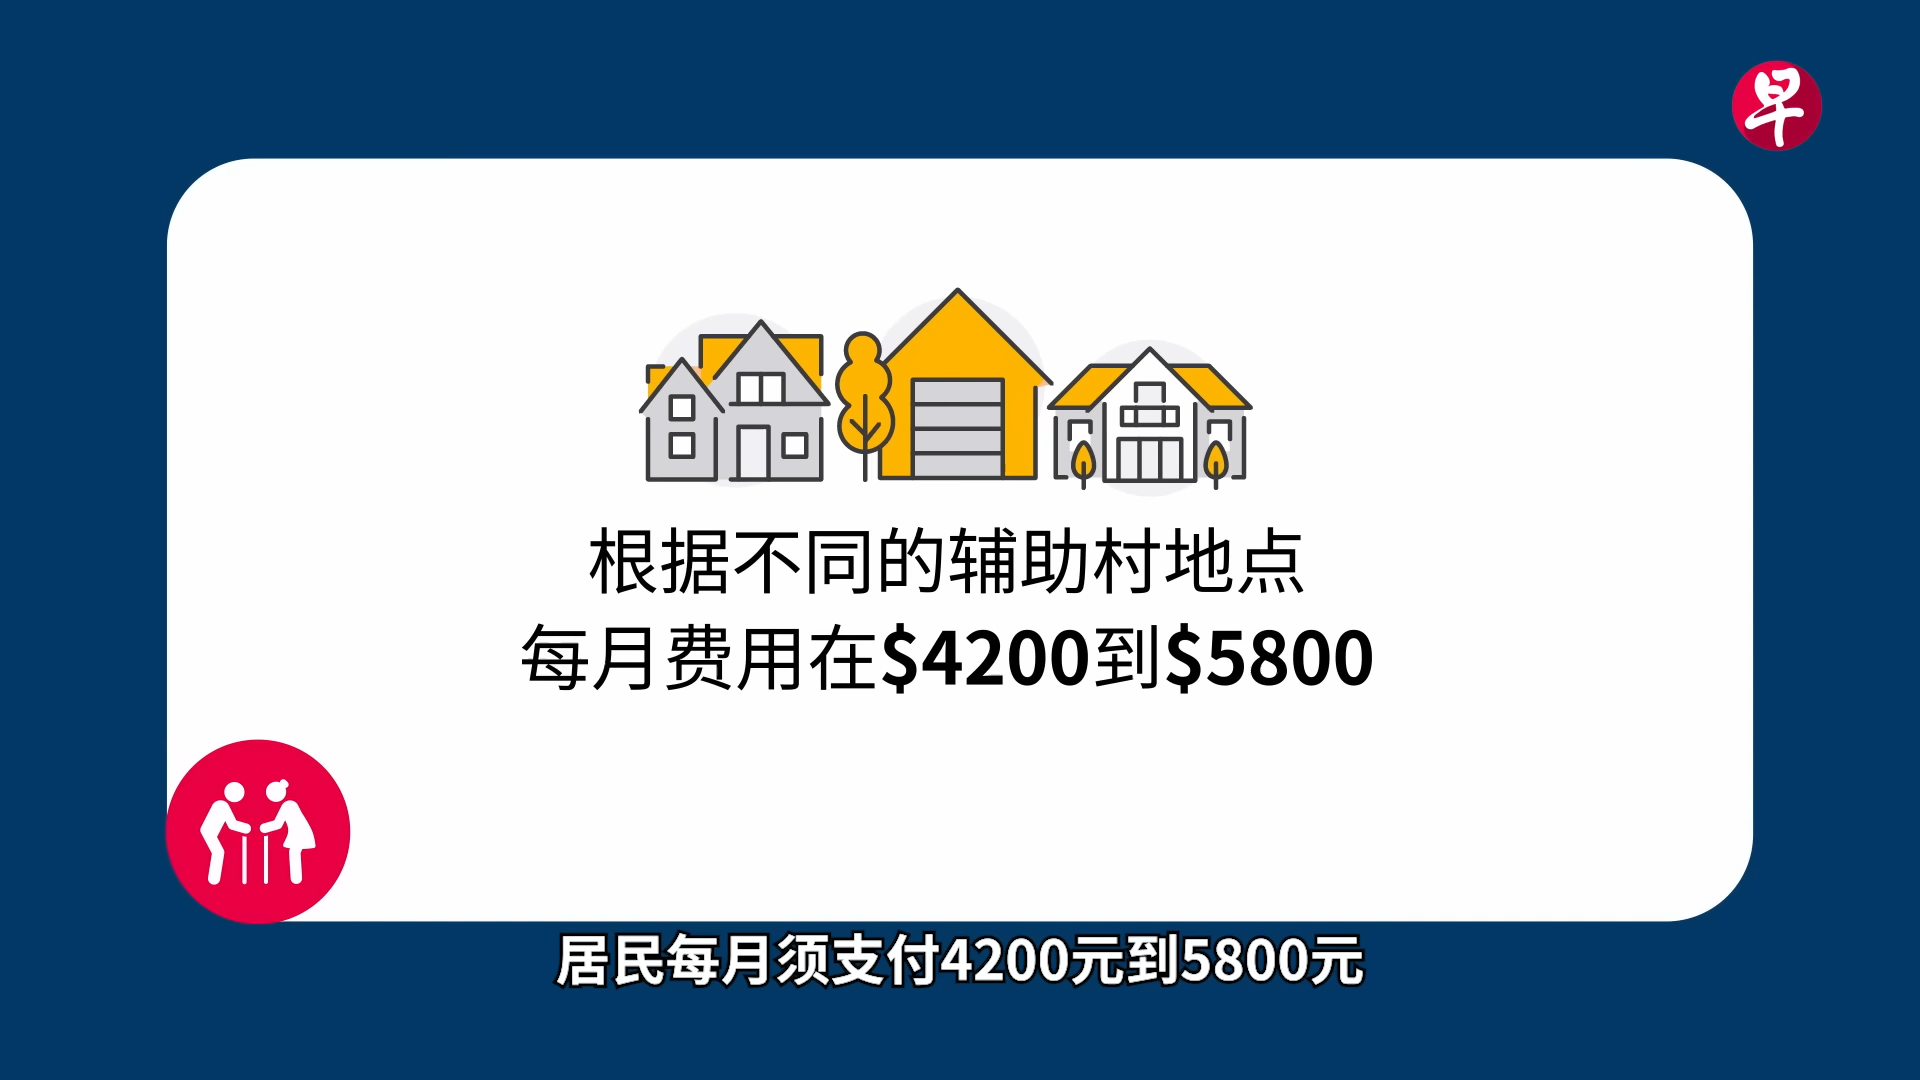 早
根据不同的辅助村地点
每月费用在$4200到$5800
居民每月须支付4200元到5800元